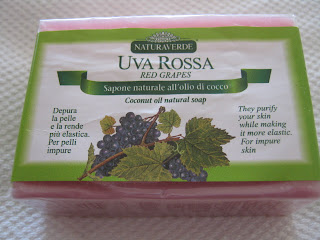 NATURAVERDE
UVA ROSSA
RED GRAPES
Sapone naturale all'olio di cocco
Coconut oil natural soap
Depura
la pelle
e la rende
più elastica.
Per pelli
impure
They purify
your skin
while making
it more elastic.
For impure
skin